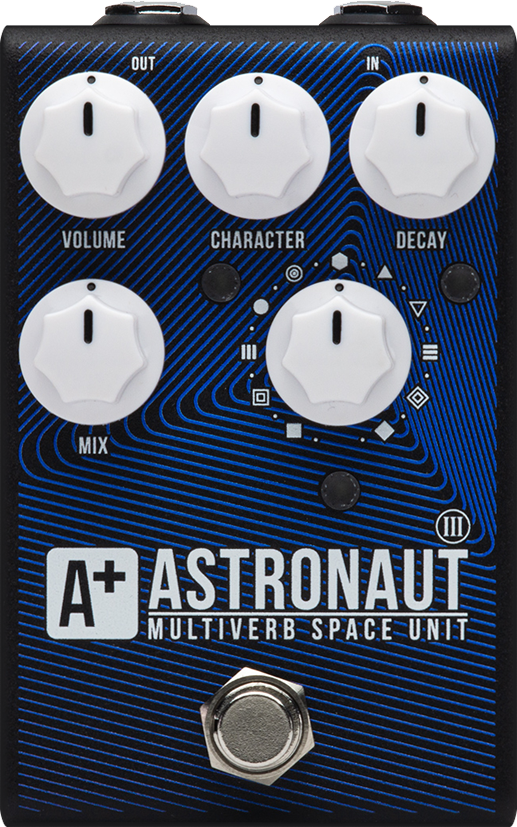 OUT
IN
VOLUME
CHARACTER
DECAY
MIX
III
A+
ASTRONAUT
MULTIVERB SPACE UNIT